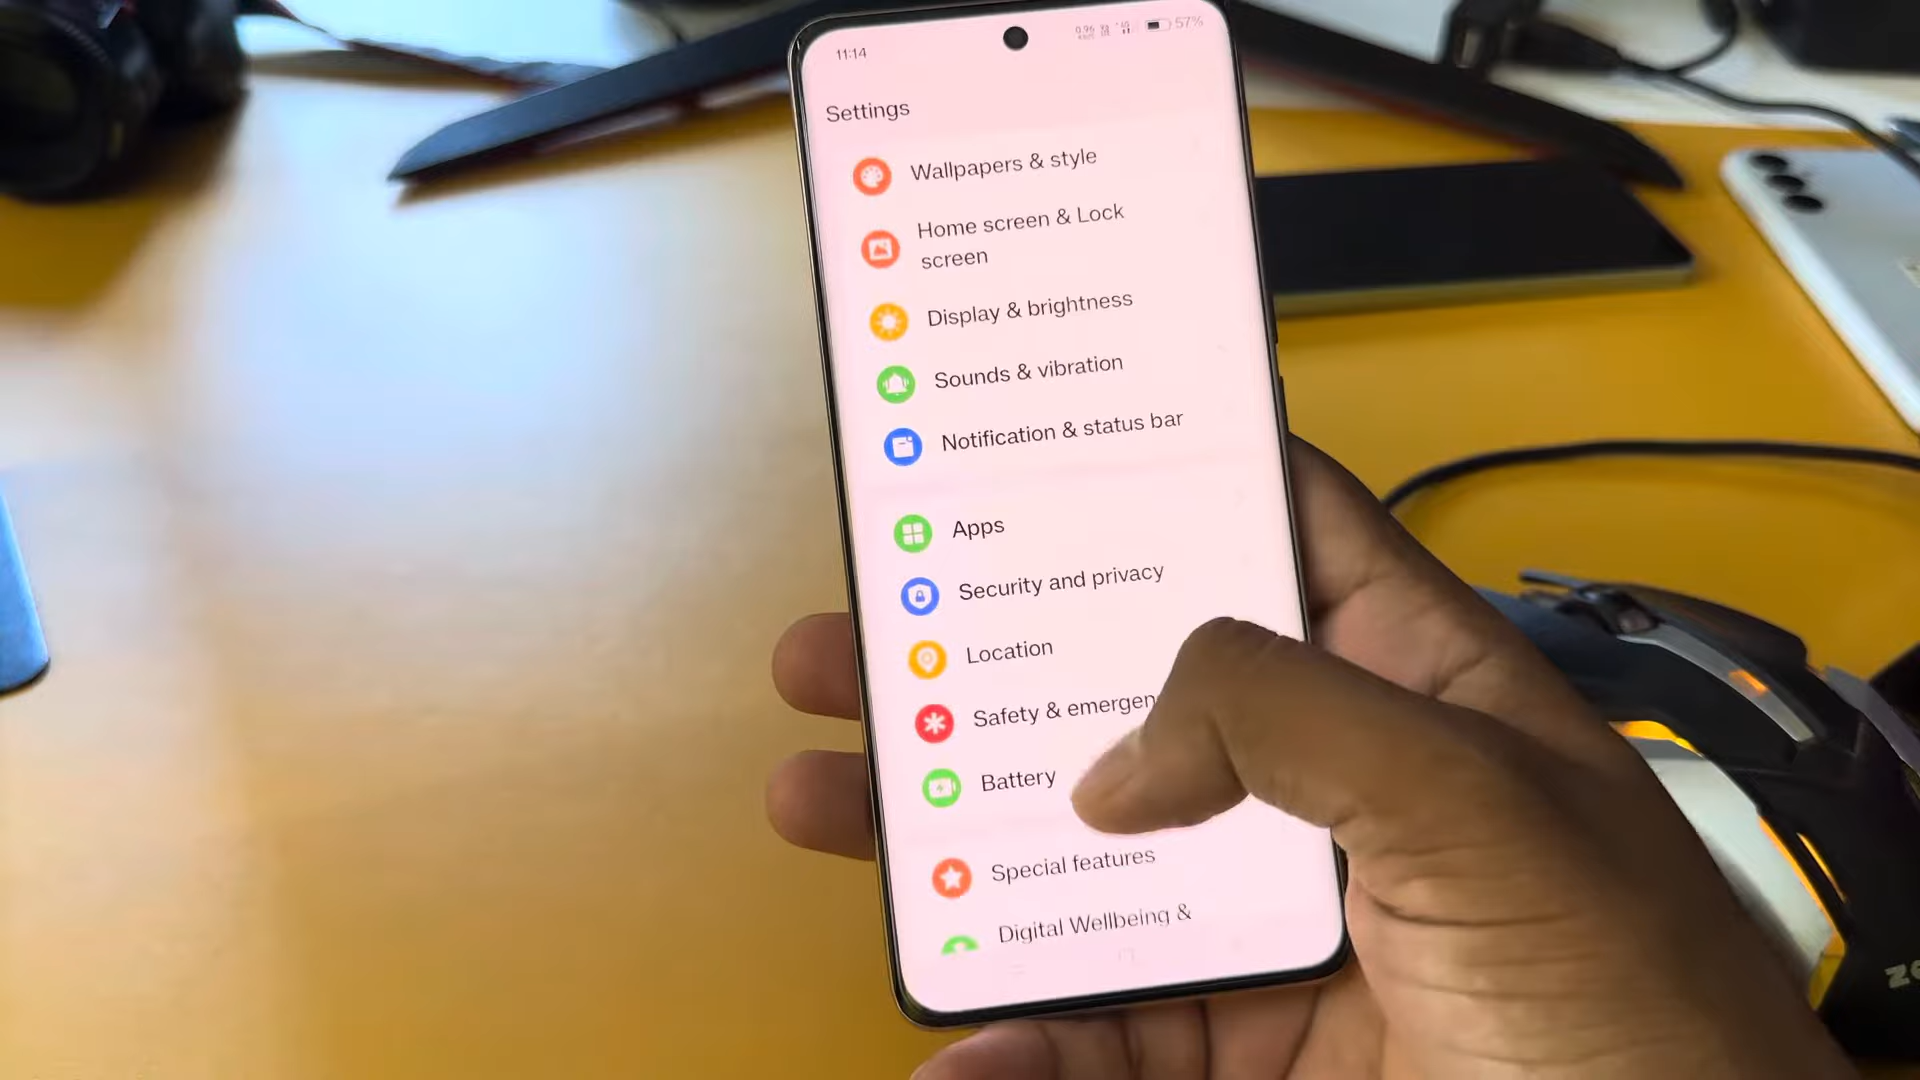 11:14
57%
Settings
Wallpapers & style
Home screen & Lock
screen
Display & brightness
Sounds & vibration
Notification & status bar
Apps
Security and privacy
Location
Safety & emergen
Battery
Special features
Digital Wellbeing &